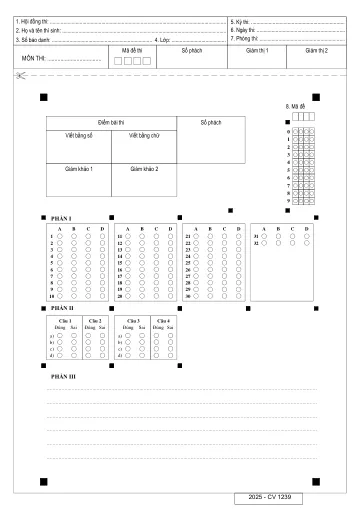 1. Hội đồng thi: ........................................................................
2. Họ và tên thí sinh: ................................................................
3. Số báo danh: ........................................ 4. Lớp: ......................
5. Kỳ thi: ....................................
6. Ngày thi: .................................
7. Phòng thi: ...............................
MÔN THI: .............................
Mã đề thi Số phách Giám thị 1 Giám thị 2
8. Mã đề
Điểm bài thi Số phách
Viết bằng số Viết bằng chữ
Giám khảo 1 Giám khảo 2
0
1
2
3
4
5
6
7
8
9
PHẦN I
A B C D A B C D A B C D A B C D
1 11 21 31
2 12 22 32
3 13 23
4 14 24
5 15 25
6 16 26
7 17 27
8 18 28
9 19 29
10 20 30
PHẦN II
Câu 1 Câu 2 Câu 3 Câu 4
Đúng Sai Đúng Sai Đúng Sai Đúng Sai
a) a)
b) b)
c) c)
d) d)
PHẦN III
2025 - CV 1239